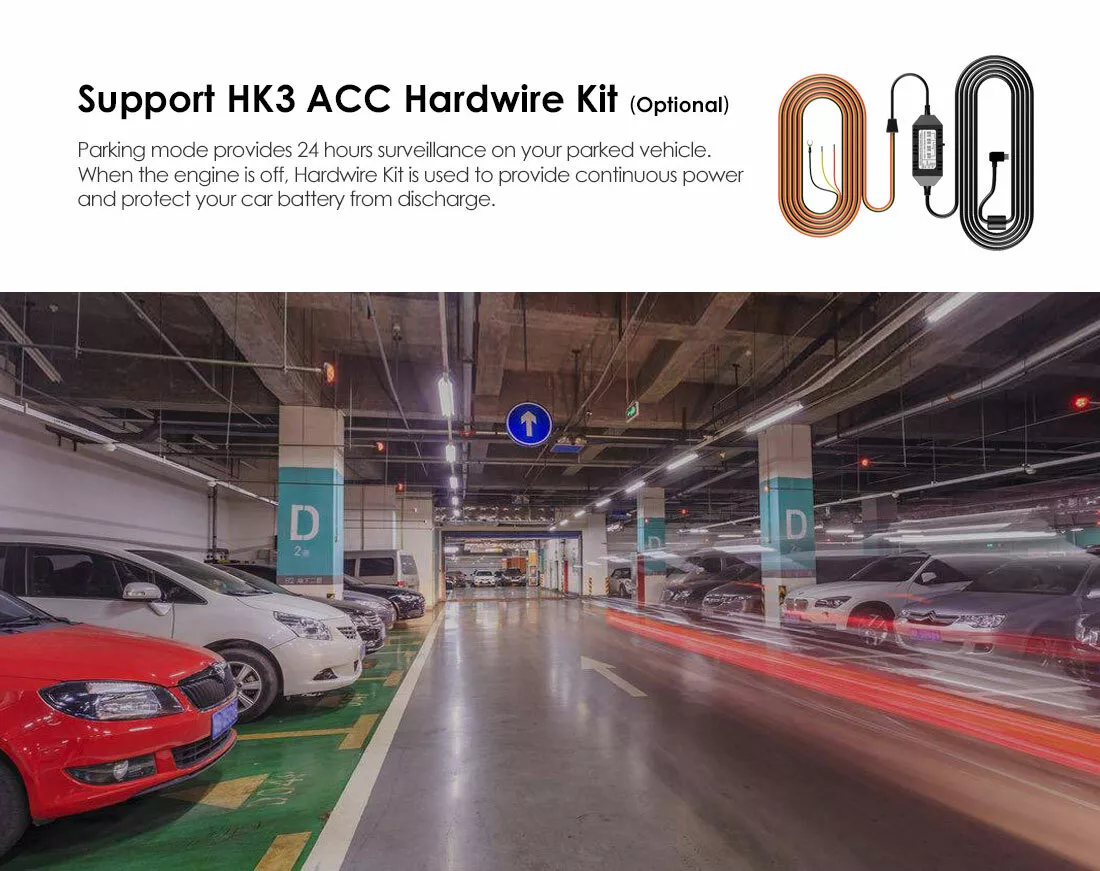 Support HK3 ACC Hardwire Kit (Optional)
Parking mode provides 24 hours surveillance on your parked vehicle.
When the engine is off, Hardwire Kit is used to provide continuous power
and protect your car battery from discharge.
D
D
D